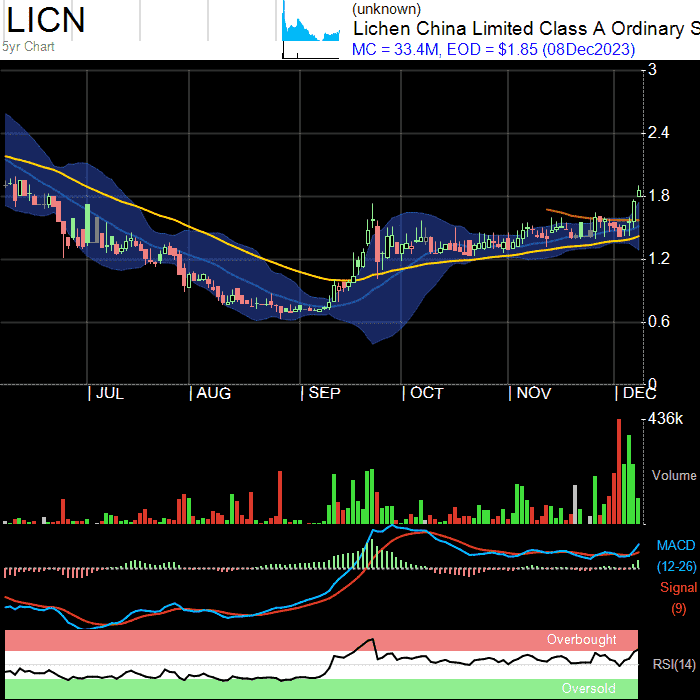 LICN
5yr Chart
(unknown)
Lichen China Limited Class A Ordinary S
MC = 33.4M, EOD = $1.85 (08Dec2023)
3
2.4
1.8
1.2
0.6
0
JUL AUG SEP OCT NOV DEC
436k
Volume
MACD
(12-26)
Signal
(9)
Overbought
RSI(14)
Oversold